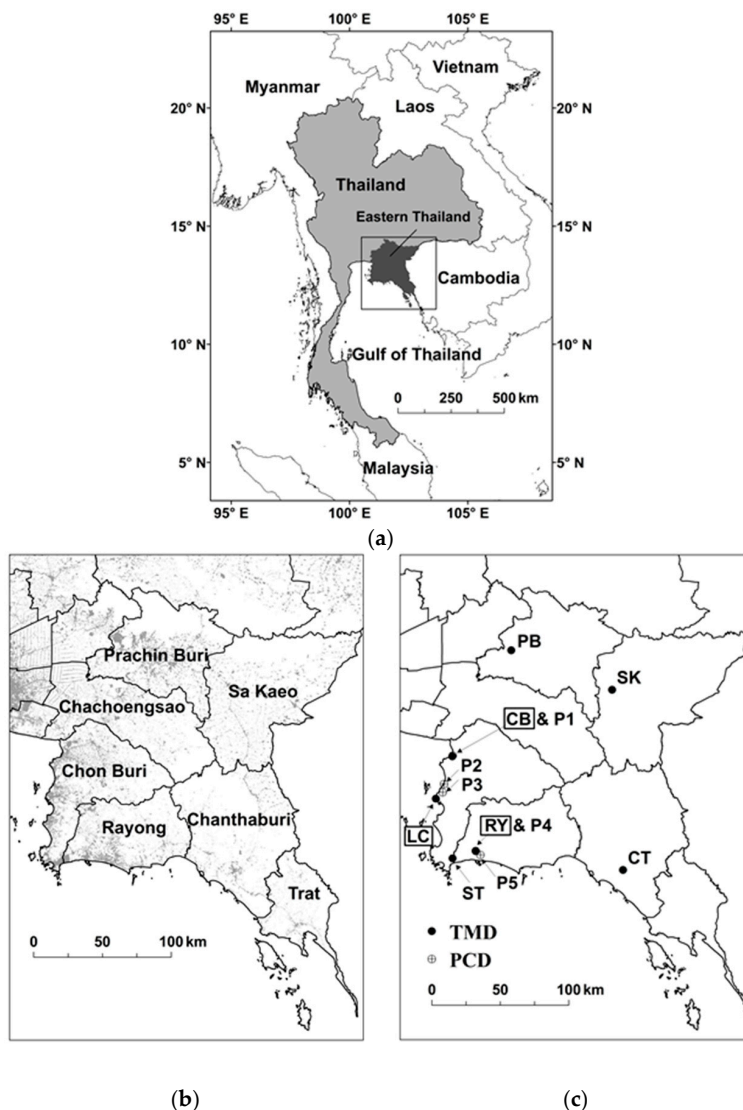 95° E 100° E 105° E
Vietnam
Myanmar
Laos
20° N 20° N
Thailand
Eastern Thailand
15° N 15° N
Cambodia
10° N 10° N
Gulf of Thailand
0 250 500 km
5° N 5° N
Malaysia
95° E 100° E 105° E
(a)
Prachin Buri
Sa Kaeo
Chachoengsao
Chon Buri
Rayong
Chanthaburi
Trat
0 50 100 km
(b)
PB
SK
CB & P1
P2
P3
LC
RY & P4
CT
ST
P5
TMD
PCD
0 50 100 km
(c)